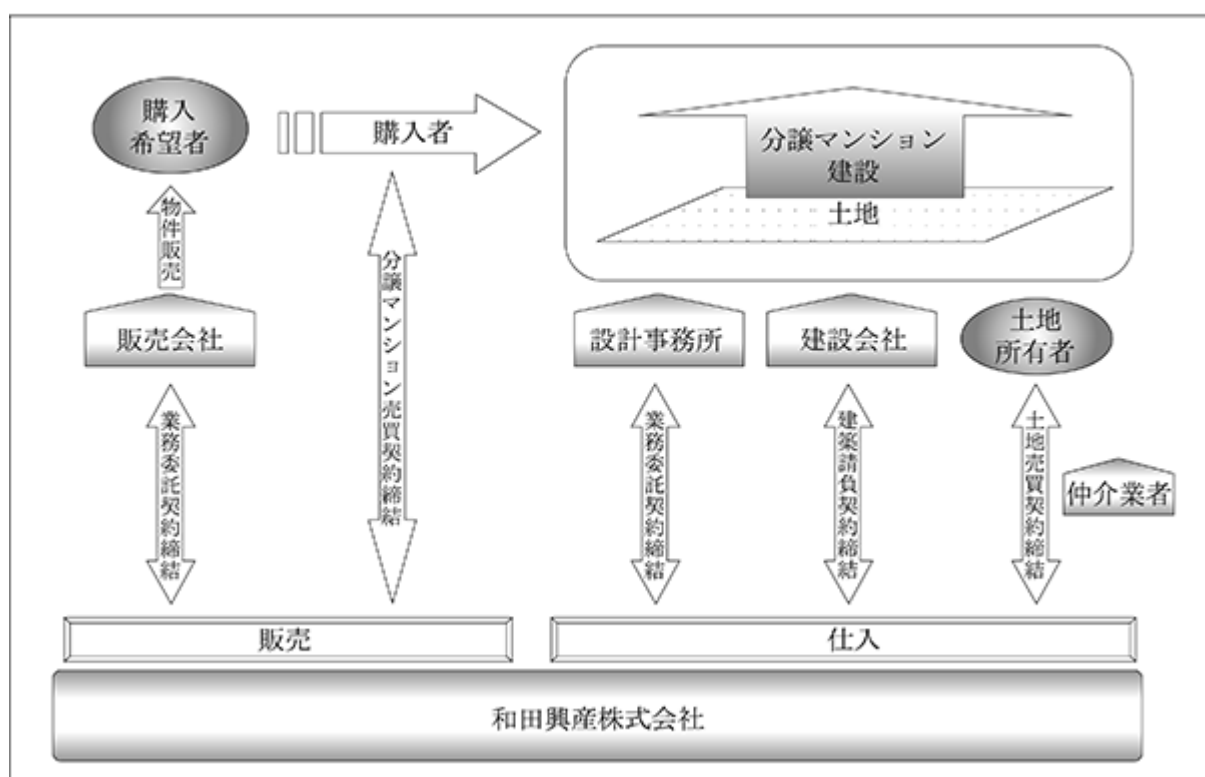 購入
希望者
購入者
分譲マンション
建設
土地
物件販売
販売会社
分譲マンション売買契約締結
設計事務所
建設会社
土地
所有者
業務委託契約締結
業務委託契約締結
建築請負契約締結
土地売買契約締結
仲介業者
販売
仕入
和田興産株式会社